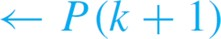 ← P(k + 1)